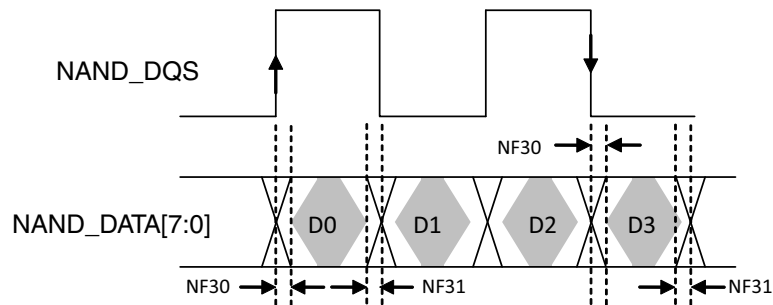 NAND_DQS
NF30
NAND_DATA[7:0]
D0
D1
D2
D3
NF30
NF31
NF31